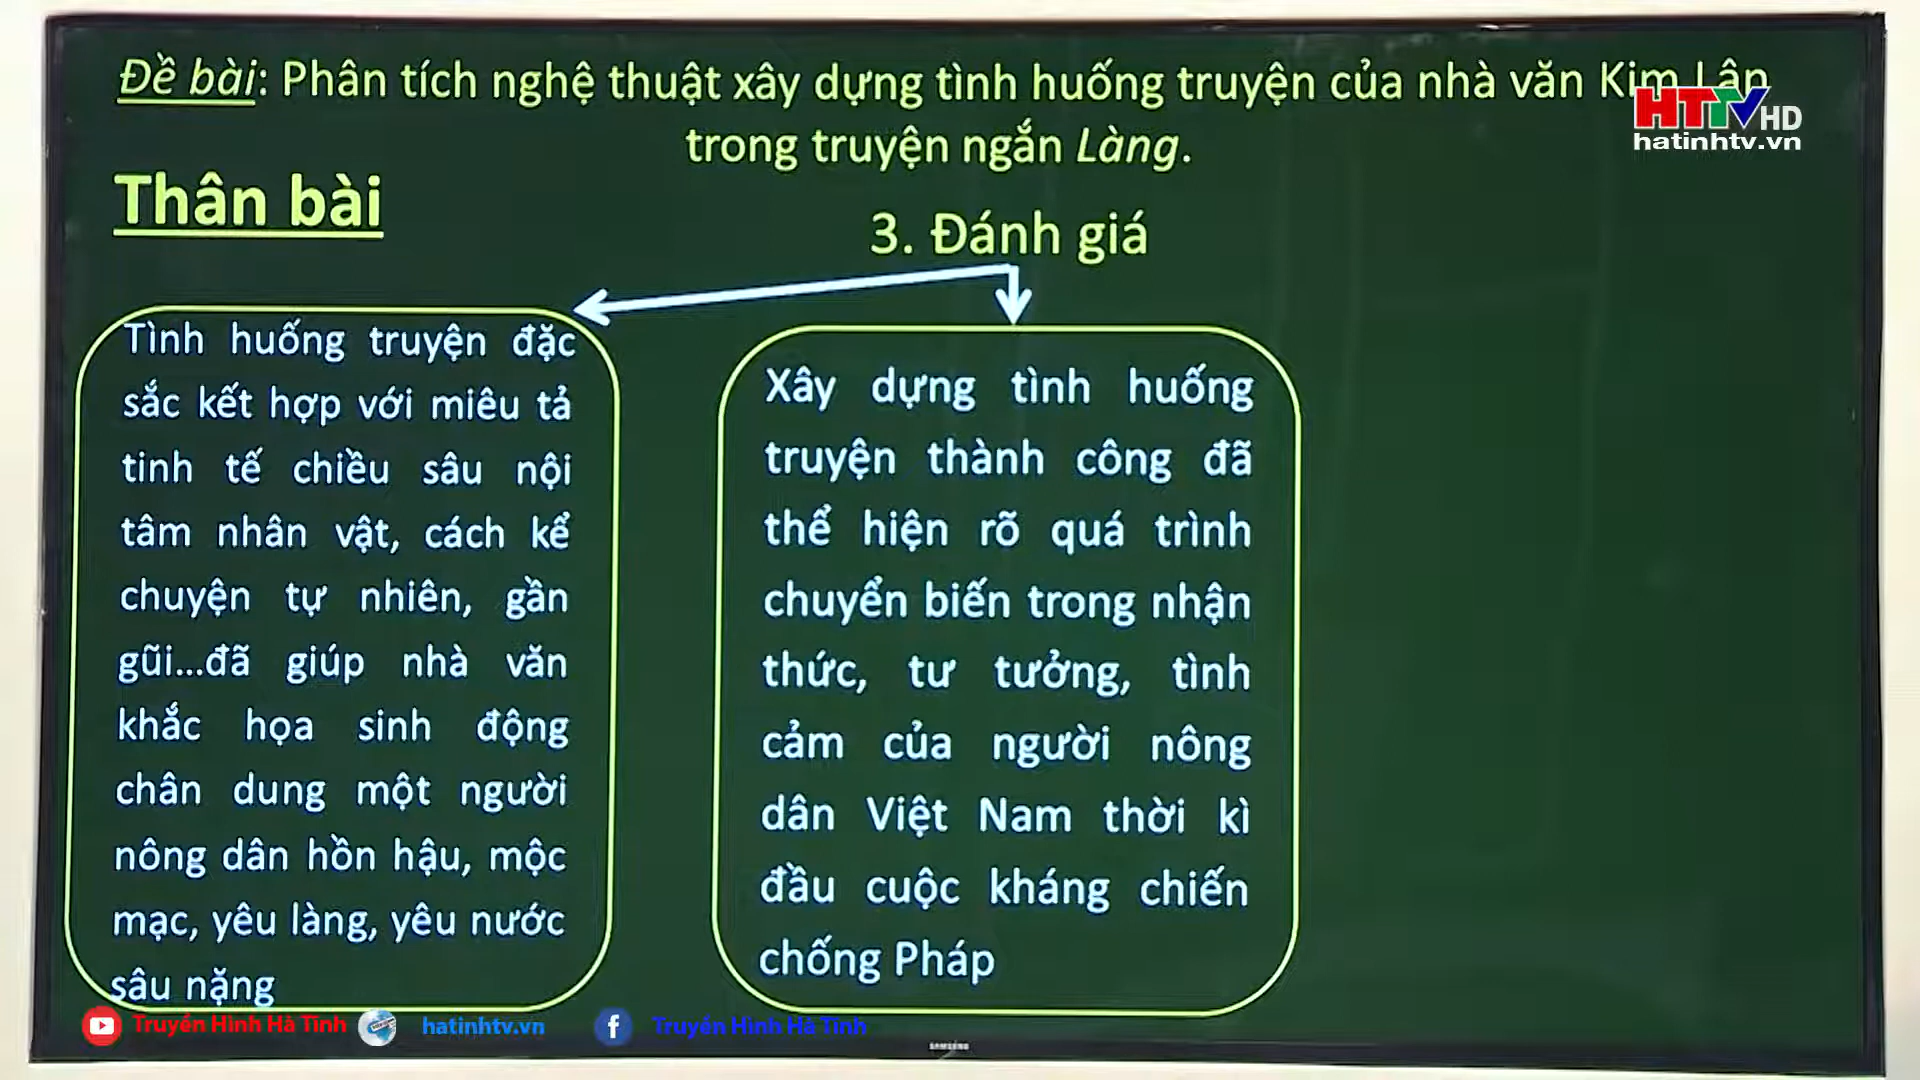 Đề bài: Phân tích nghệ thuật xây dựng tình huống truyện của nhà văn Kim Lân
trong truyện ngắn Làng.
HTTV HD
hatinhtv.vn
Thân bài
3. Đánh giá
Tình huống truyện đặc
sắc kết hợp với miêu tả
tinh tế chiều sâu nội
tâm nhân vật, cách kể
chuyện tự nhiên, gần
gũi...đã giúp nhà văn
khắc họa sinh động
chân dung một người
nông dân hồn hậu, mộc
mạc, yêu làng, yêu nước
sâu nặng
Xây dựng tình huống
truyện thành công đã
thể hiện rõ quá trình
chuyển biến trong nhận
thức, tư tưởng, tình
cảm của người nông
dân Việt Nam thời kì
đầu cuộc kháng chiến
chống Pháp
Truyền Hình Hà Tĩnh
hatinhtv.vn
Truyền Hình Hà Tĩnh
SAMSUNG